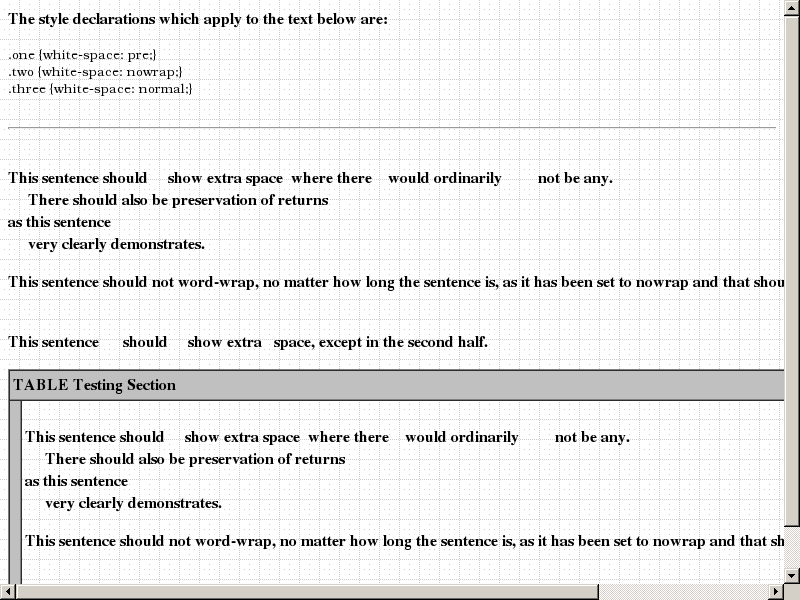 The style declarations which apply to the text below are:
.one {white-space: pre;}
.two {white-space: nowrap;}
.three {white-space: normal;}
This sentence should     show extra space  where there    would ordinarily         not be any.
     There should also be preservation of returns
as this sentence
     very clearly demonstrates.
This sentence should not word-wrap, no matter how long the sentence is, as it has been set to nowrap and that shou
This sentence      should     show extra   space, except in the second half.
TABLE Testing Section
This sentence should     show extra space  where there    would ordinarily         not be any.
     There should also be preservation of returns
as this sentence
     very clearly demonstrates.
This sentence should not word-wrap, no matter how long the sentence is, as it has been set to nowrap and that sh